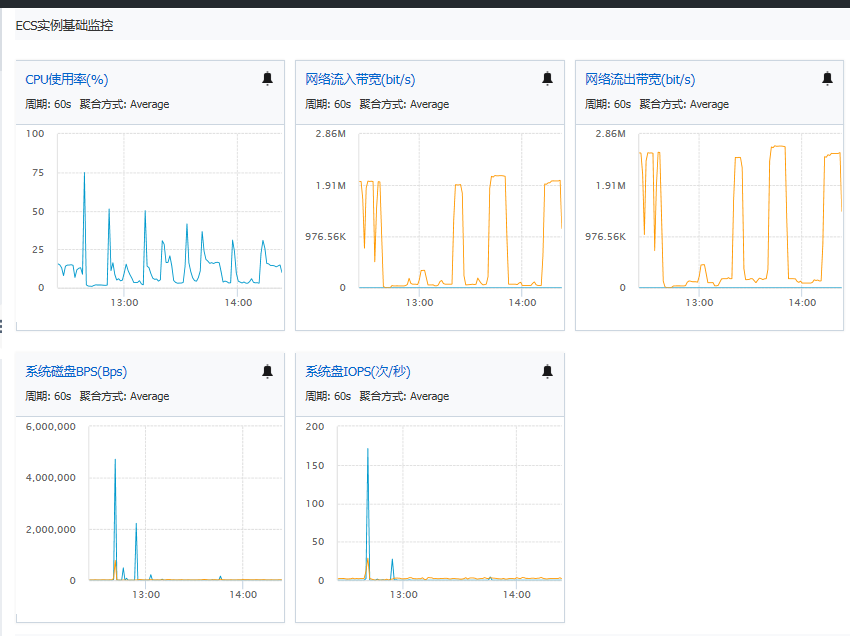 ECS实例基础监控
CPU使用率(%)
周期: 60s 聚合方式: Average
100
75
50
25
0
13:00 14:00
网络流入带宽(bit/s)
周期: 60s 聚合方式: Average
2.86M
1.91M
976.56K
0
13:00 14:00
网络流出带宽(bit/s)
周期: 60s 聚合方式: Average
2.86M
1.91M
976.56K
0
13:00 14:00
系统磁盘BPS(Bps)
周期: 60s 聚合方式: Average
6,000,000
4,000,000
2,000,000
0
13:00 14:00
系统盘IOPS(次/秒)
周期: 60s 聚合方式: Average
200
150
100
50
0
13:00 14:00